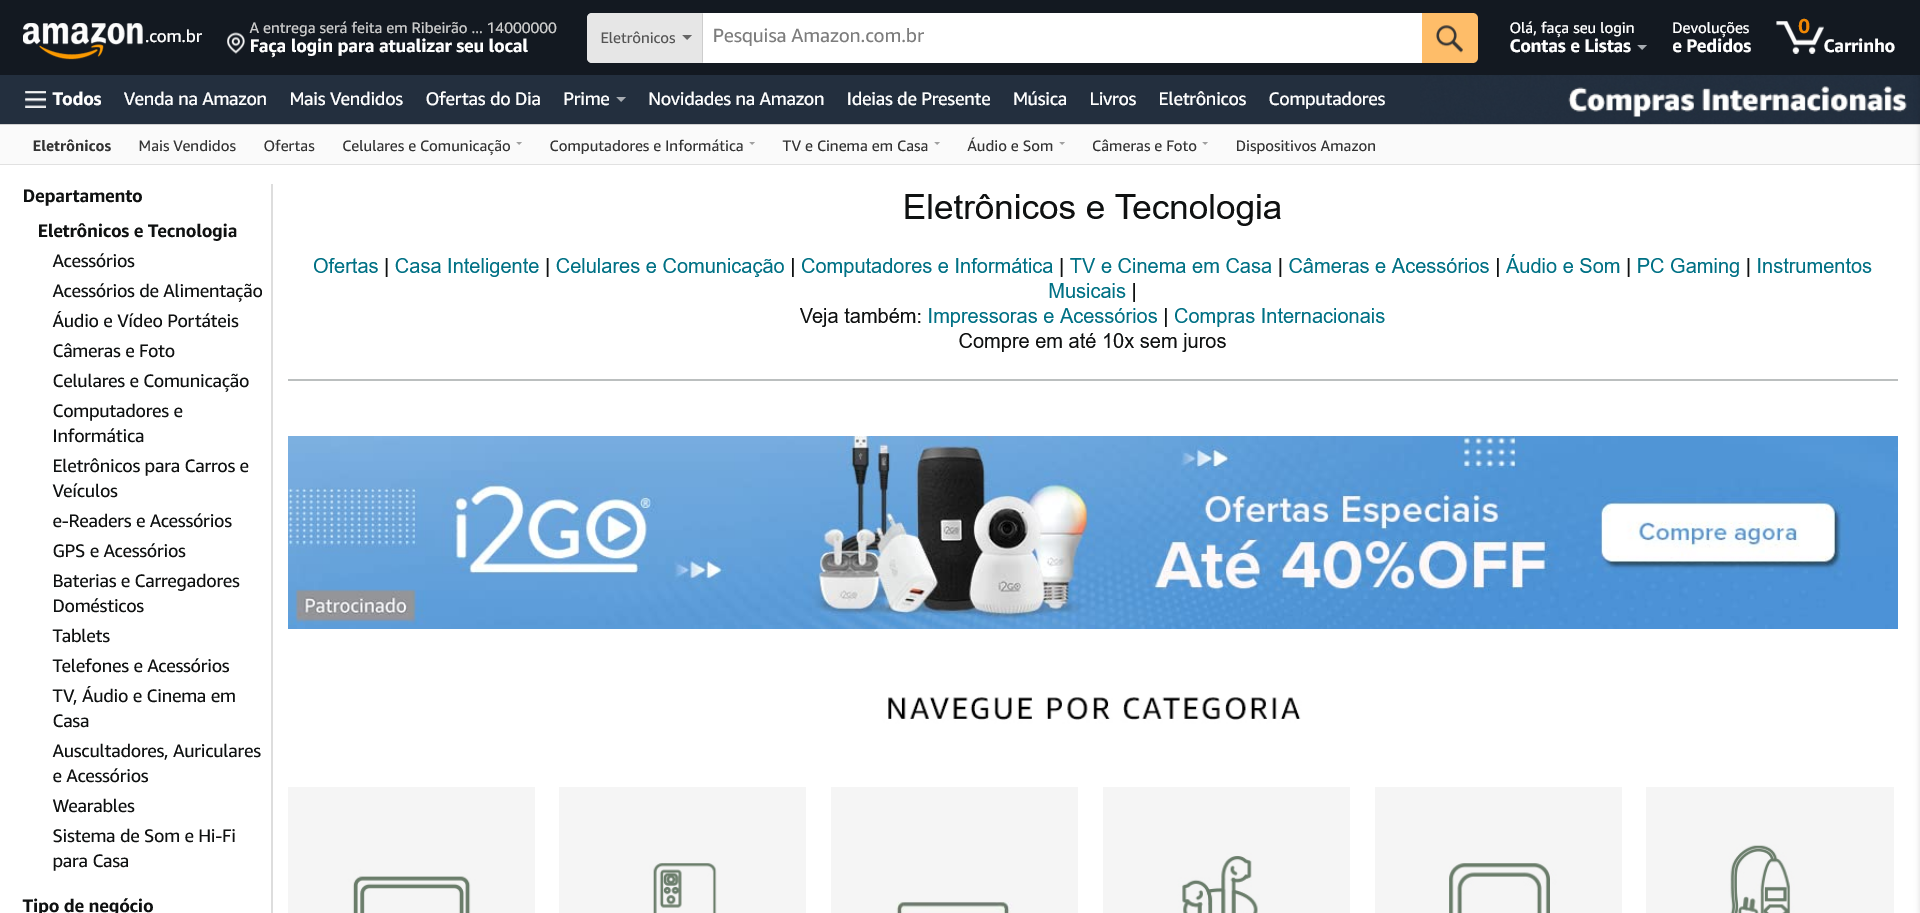 amazon.com.br
A entrega será feita em Ribeirão ... 14000000
Faça login para atualizar seu local
Eletrônicos
Pesquisa Amazon.com.br
Olá, faça seu login
Contas e Listas
Devoluções
e Pedidos
0
Carrinho
Todos
Venda na Amazon
Mais Vendidos
Ofertas do Dia
Prime
Novidades na Amazon
Ideias de Presente
Música
Livros
Eletrônicos
Computadores
Compras Internacionais
Eletrônicos
Mais Vendidos
Ofertas
Celulares e Comunicação
Computadores e Informática
TV e Cinema em Casa
Áudio e Som
Câmeras e Foto
Dispositivos Amazon
Departamento
Eletrônicos e Tecnologia
Acessórios
Acessórios de Alimentação
Áudio e Vídeo Portáteis
Câmeras e Foto
Celulares e Comunicação
Computadores e
Informática
Eletrônicos para Carros e
Veículos
e-Readers e Acessórios
GPS e Acessórios
Baterias e Carregadores
Domésticos
Tablets
Telefones e Acessórios
TV, Áudio e Cinema em
Casa
Auscultadores, Auriculares
e Acessórios
Wearables
Sistema de Som e Hi-Fi
para Casa
Tipo de negócio
Eletrônicos e Tecnologia
Ofertas | Casa Inteligente | Celulares e Comunicação | Computadores e Informática | TV e Cinema em Casa | Câmeras e Acessórios | Áudio e Som | PC Gaming | Instrumentos
Musicais |
Veja também: Impressoras e Acessórios | Compras Internacionais
Compre em até 10x sem juros
i2GO®
i2GO
i2GO
i2GO
Ofertas Especiais
Até 40%OFF
Compre agora
Patrocinado
NAVEGUE POR CATEGORIA